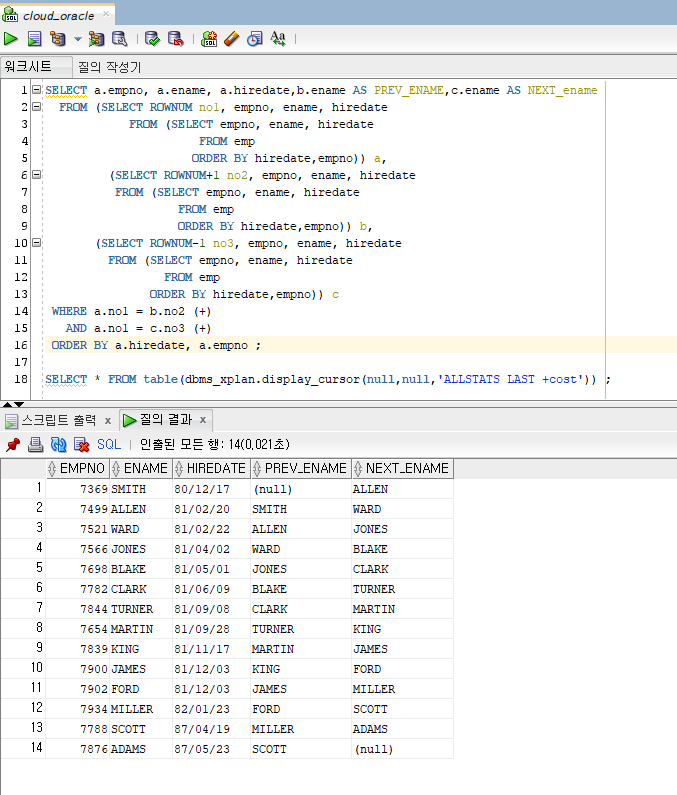 cloud_oracle ×
워크시트 질의 작성기
1 SELECT a.empno, a.ename, a.hiredate,b.ename AS PREV_ENAME,c.ename AS NEXT_ename
2 FROM (SELECT ROWNUM no1, empno, ename, hiredate
3 FROM (SELECT empno, ename, hiredate
4 FROM emp
5 ORDER BY hiredate,empno)) a,
6 (SELECT ROWNUM+1 no2, empno, ename, hiredate
7 FROM (SELECT empno, ename, hiredate
8 FROM emp
9 ORDER BY hiredate,empno)) b,
10 (SELECT ROWNUM-1 no3, empno, ename, hiredate
11 FROM (SELECT empno, ename, hiredate
12 FROM emp
13 ORDER BY hiredate,empno)) c
14 WHERE a.no1 = b.no2 (+)
15 AND a.no1 = c.no3 (+)
16 ORDER BY a.hiredate, a.empno ;
17
18 SELECT * FROM table(dbms_xplan.display_cursor(null,null,'ALLSTATS LAST +cost')) ;
스크립트 출력 × 질의 결과 ×
SQL | 인출된 모든 행: 14(0,021초)
EMPNO ENAME HIREDATE PREV_ENAME NEXT_ENAME
1 7369 SMITH 80/12/17 (null) ALLEN
2 7499 ALLEN 81/02/20 SMITH WARD
3 7521 WARD 81/02/22 ALLEN JONES
4 7566 JONES 81/04/02 WARD BLAKE
5 7698 BLAKE 81/05/01 JONES CLARK
6 7782 CLARK 81/06/09 BLAKE TURNER
7 7844 TURNER 81/09/08 CLARK MARTIN
8 7654 MARTIN 81/09/28 TURNER KING
9 7839 KING 81/11/17 MARTIN JAMES
10 7900 JAMES 81/12/03 KING FORD
11 7902 FORD 81/12/03 JAMES MILLER
12 7934 MILLER 82/01/23 FORD SCOTT
13 7788 SCOTT 87/04/19 MILLER ADAMS
14 7876 ADAMS 87/05/23 SCOTT (null)